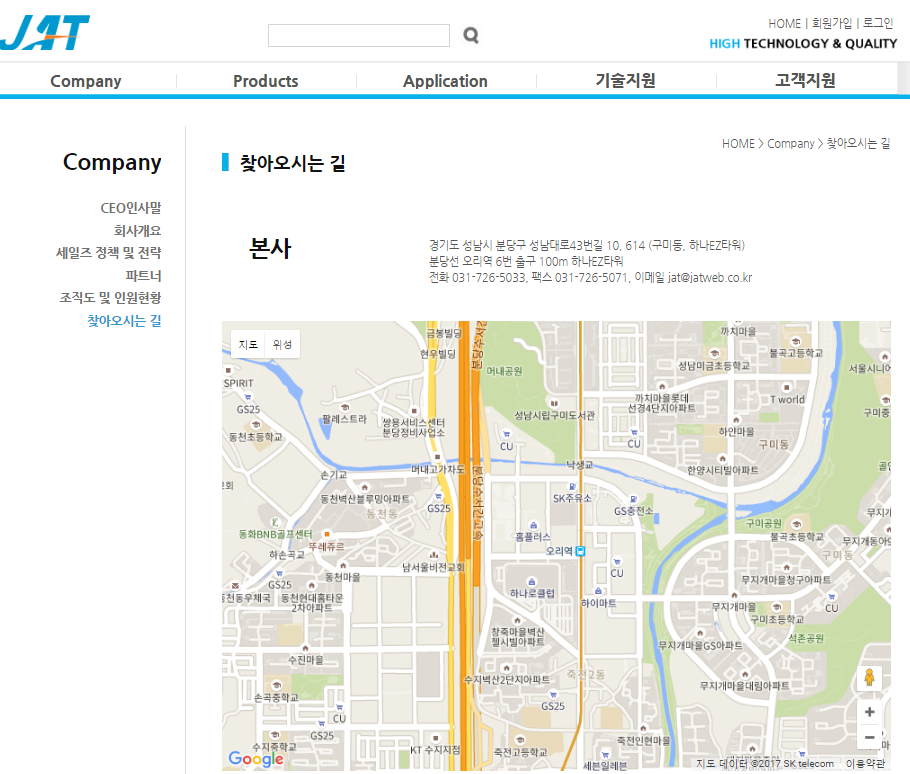 JAT
HOME | 회원가입 | 로그인
HIGH TECHNOLOGY & QUALITY
Company
Products
Application
기술지원
고객지원
Company
CEO인사말
회사개요
세일즈 정책 및 전략
파트너
조직도 및 인원현황
찾아오시는 길
HOME > Company > 찾아오시는 길
찾아오시는 길
본사
경기도 성남시 분당구 성남대로43번길 10, 614 (구미동, 하나EZ타워)
분당선 오리역 6번 출구 100m 하나EZ타워
전화 031-726-5033, 팩스 031-726-5071, 이메일 jat@jatweb.co.kr
지도
위성
금봉빌딩
현우빌딩
분당수서간
머내공원
까치마을
성남미금초등학교
불곡고등학교
서울시니어
SPIRIT
GS25
동천초등학교
팔레스트라
쌍용서비스센터
분당정비사업소
성남시립구미도서관
까치마을롯데
선경4단지아파트
T world
구미중
하얀마을
구미동
CU
CU
손기교
머내고가차도
낙생교
한양시티빌아파트
동천벽산블루밍아파트
동천동
GS25
분당수서간고속
SK주유소
GS충전소
동화BNB골프센터
뚜레쥬르
하손곡교
홈플러스
오리역
구미공원
불곡초등학교
무지개동아
구미동
동천마을
남서울비전교회
GS25
동천동우체국
동천현대홈타운
2차아파트
하나로클럽
CU
하이마트
무지개마을청구아파트
무지개마을
구미초등학교
CU
창죽마을벽산
첼시빌아파트
무지개마을GS아파트
석촌공원
수진마을
수지벽산2단지아파트
죽전2동
무지개마을대림아파트
손곡중학교
CU
GS25
GS25
수지중학교
KT 수지지점
죽전고등학교
죽전인현마을
세븐일레븐
Google
지도 데이터 ©2017 SK telecom
이용약관